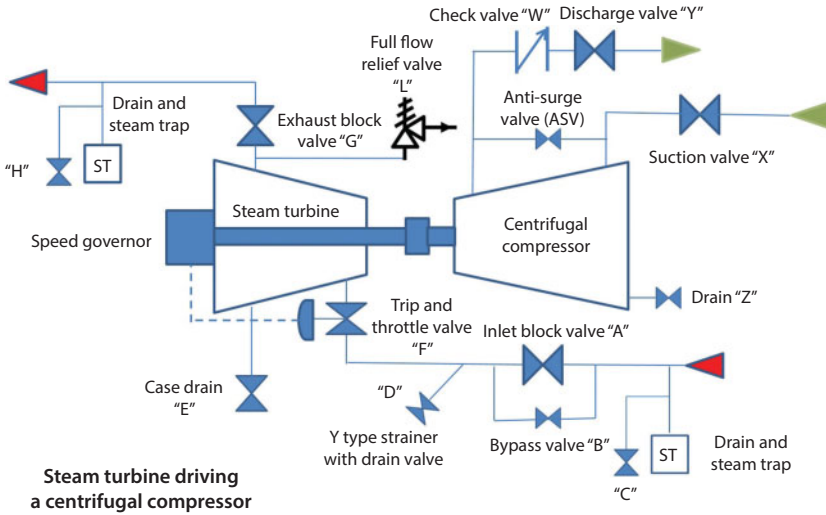 Check valve “W”
Discharge valve “Y”
Full flow
relief valve
“L”
Drain and
steam trap
Exhaust block
valve “G”
Anti-surge
valve (ASV)
Suction valve “X”
“H”
ST
Steam turbine
Speed governor
Centrifugal
compressor
Drain “Z”
Trip and
throttle valve
“F”
Inlet block valve “A”
Case drain
“E”
“D”
Y type strainer
with drain valve
Bypass valve “B”
ST
Drain and
steam trap
“C”
Steam turbine driving
a centrifugal compressor